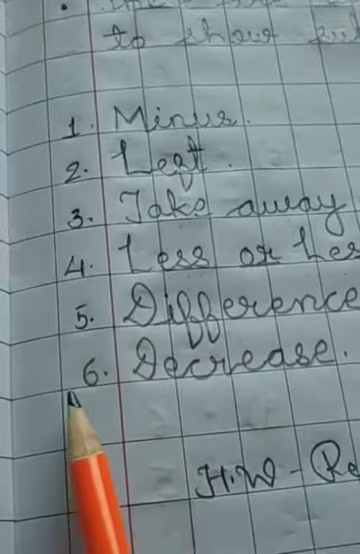 to show
1. Minus.
2. Left.
3. Take away
4. Less or
5. Difference
6. Decrease.
H.W -